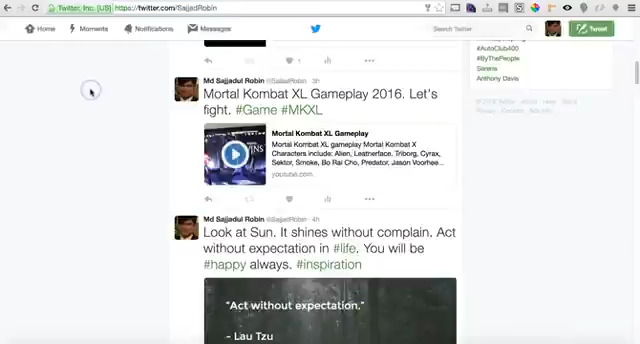 Twitter, Inc. [US] https://twitter.com/SajjadRobin
Home Moments Notifications Messages Search Twitter Tweet
#AutoClub400
#ByThePeople
Serena
Anthony Davis
© 2016 Twitter About Help
Privacy Cookies Ads info
1
Md Sajjadul Robin @SajjadRobin · 3h
Mortal Kombat XL Gameplay 2016. Let's
fight. #Game #MKXL
Mortal Kombat XL Gameplay
Mortal Kombat XL gameplay Mortal Kombat X
Characters include: Alien, Leatherface, Triborg, Cyrax,
Sektor, Smoke, Bo Rai Cho, Predator, Jason Voorhee...
youtube.com
Md Sajjadul Robin @SajjadRobin · 4h
Look at Sun. It shines without complain. Act
without expectation in #life. You will be
#happy always. #inspiration
"Act without expectation."
- Lau Tzu